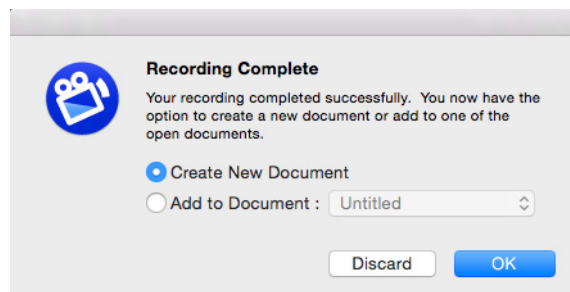 Recording Complete
Your recording completed successfully.  You now have the
option to create a new document or add to one of the
open documents.
Create New Document
Add to Document : Untitled
Discard OK